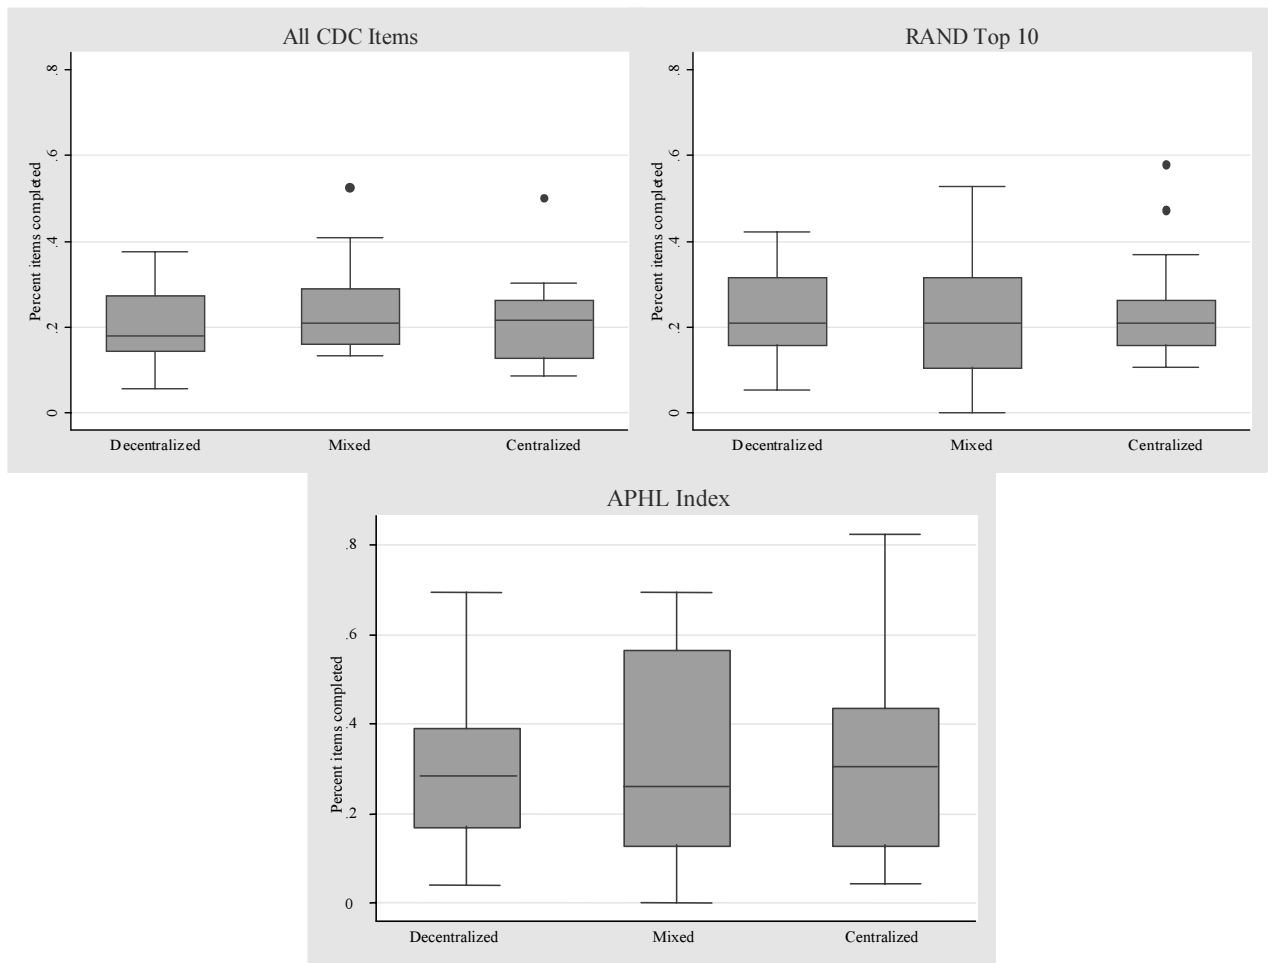 All CDC Items
Percent items completed
.8
.6
.4
.2
0
Decentralized Mixed Centralized
RAND Top 10
Percent items completed
.8
.6
.4
.2
0
Decentralized Mixed Centralized
APHL Index
Percent items completed
.8
.6
.4
.2
0
Decentralized Mixed Centralized